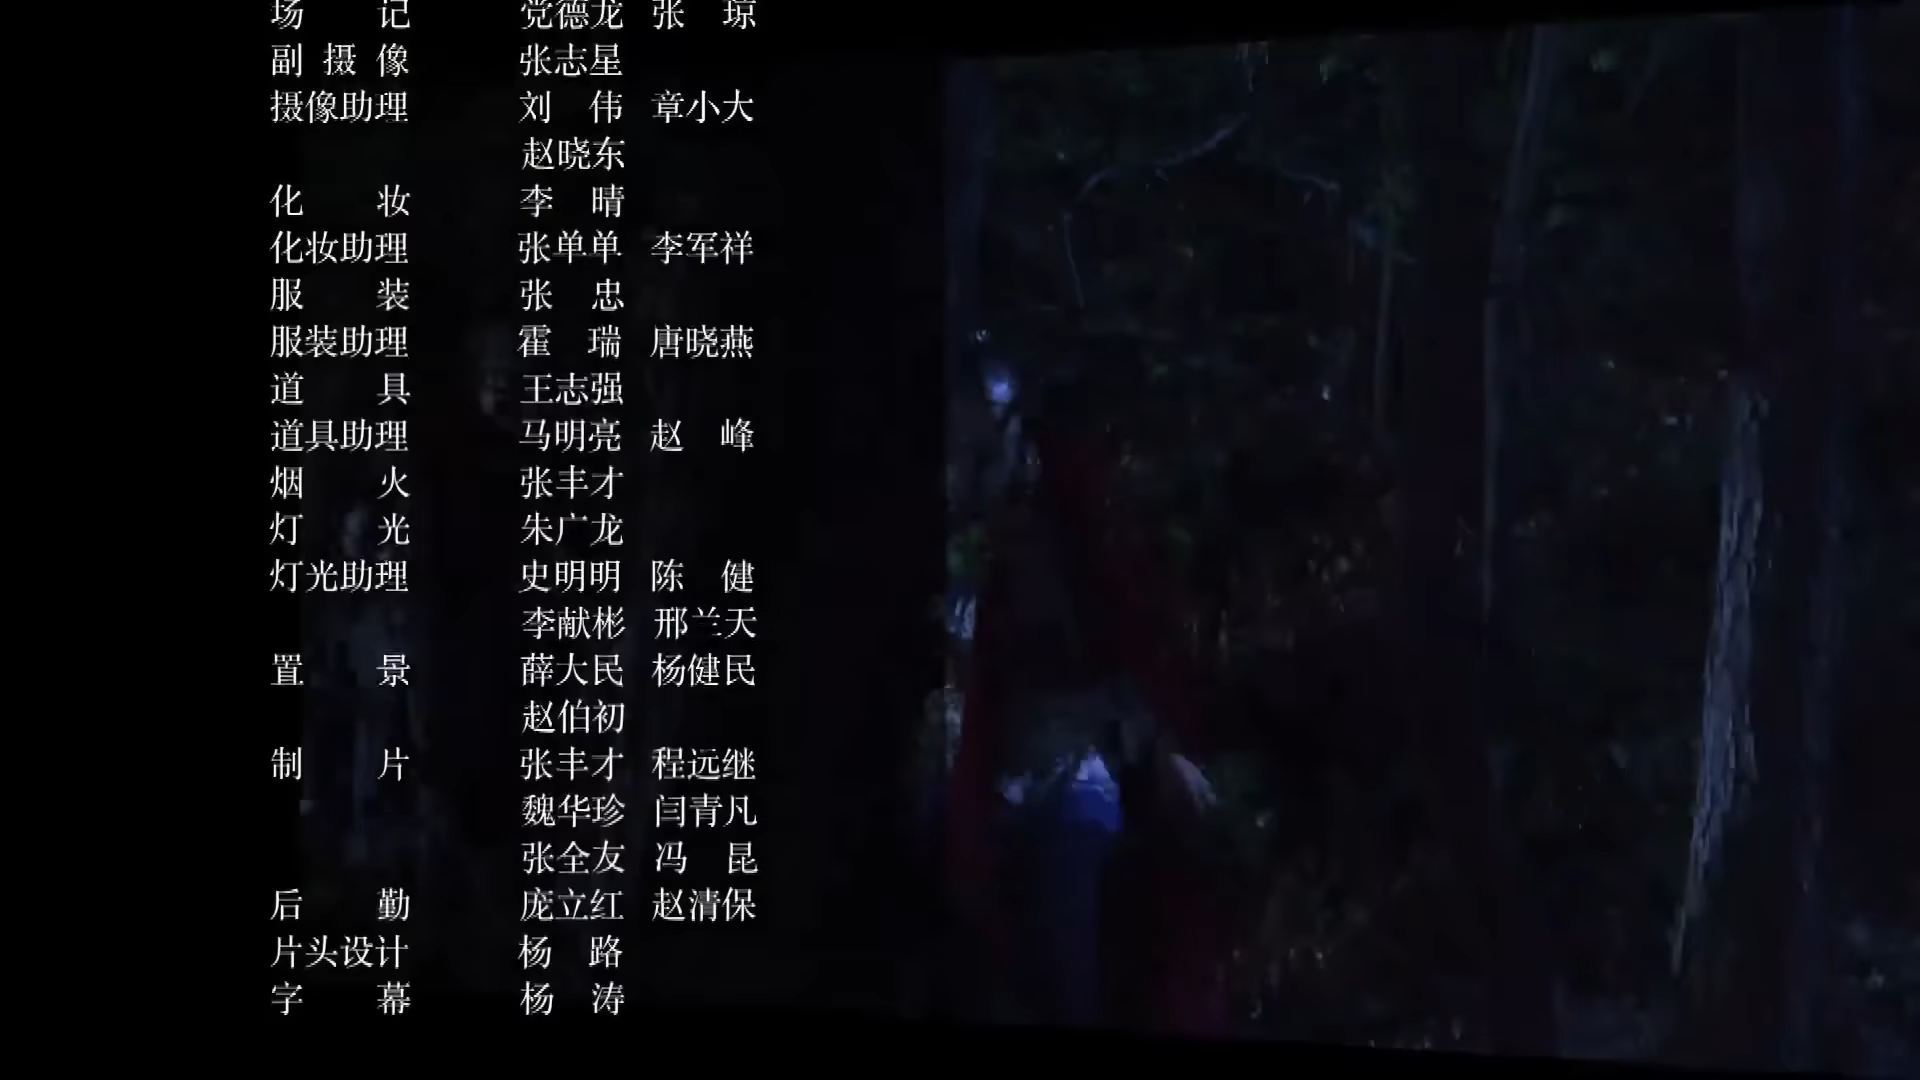 场 记 党德龙 张 琼
副 摄 像 张志星
摄像助理 刘 伟 章小大
赵晓东
化 妆 李 晴
化妆助理 张单单 李军祥
服 装 张 忠
服装助理 霍 瑞 唐晓燕
道 具 王志强
道具助理 马明亮 赵 峰
烟 火 张丰才
灯 光 朱广龙
灯光助理 史明明 陈 健
李献彬 邢兰天
置 景 薛大民 杨健民
赵伯初
制 片 张丰才 程远继
魏华珍 闫青凡
张全友 冯 昆
后 勤 庞立红 赵清保
片头设计 杨 路
字 幕 杨 涛